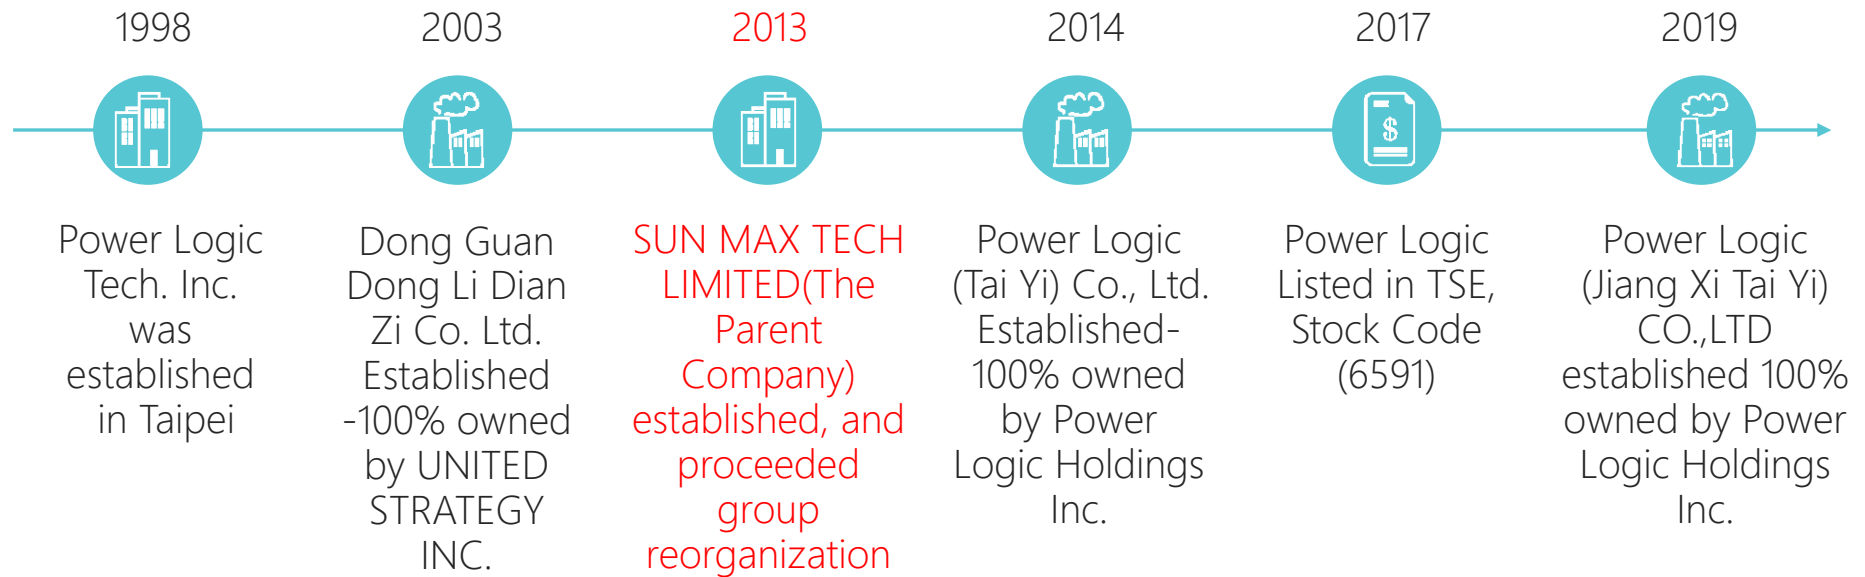 1998
Power Logic
Tech. Inc.
was
established
in Taipei
2003
Dong Guan
Dong Li Dian
Zi Co. Ltd.
Established
-100% owned
by UNITED
STRATEGY
INC.
2013
SUN MAX TECH
LIMITED(The
Parent
Company)
established, and
proceeded
group
reorganization
2014
Power Logic
(Tai Yi) Co., Ltd.
Established-
100% owned
by Power
Logic Holdings
Inc.
2017
$
Power Logic
Listed in TSE,
Stock Code
(6591)
2019
Power Logic
(Jiang Xi Tai Yi)
CO.,LTD
established 100%
owned by Power
Logic Holdings
Inc.